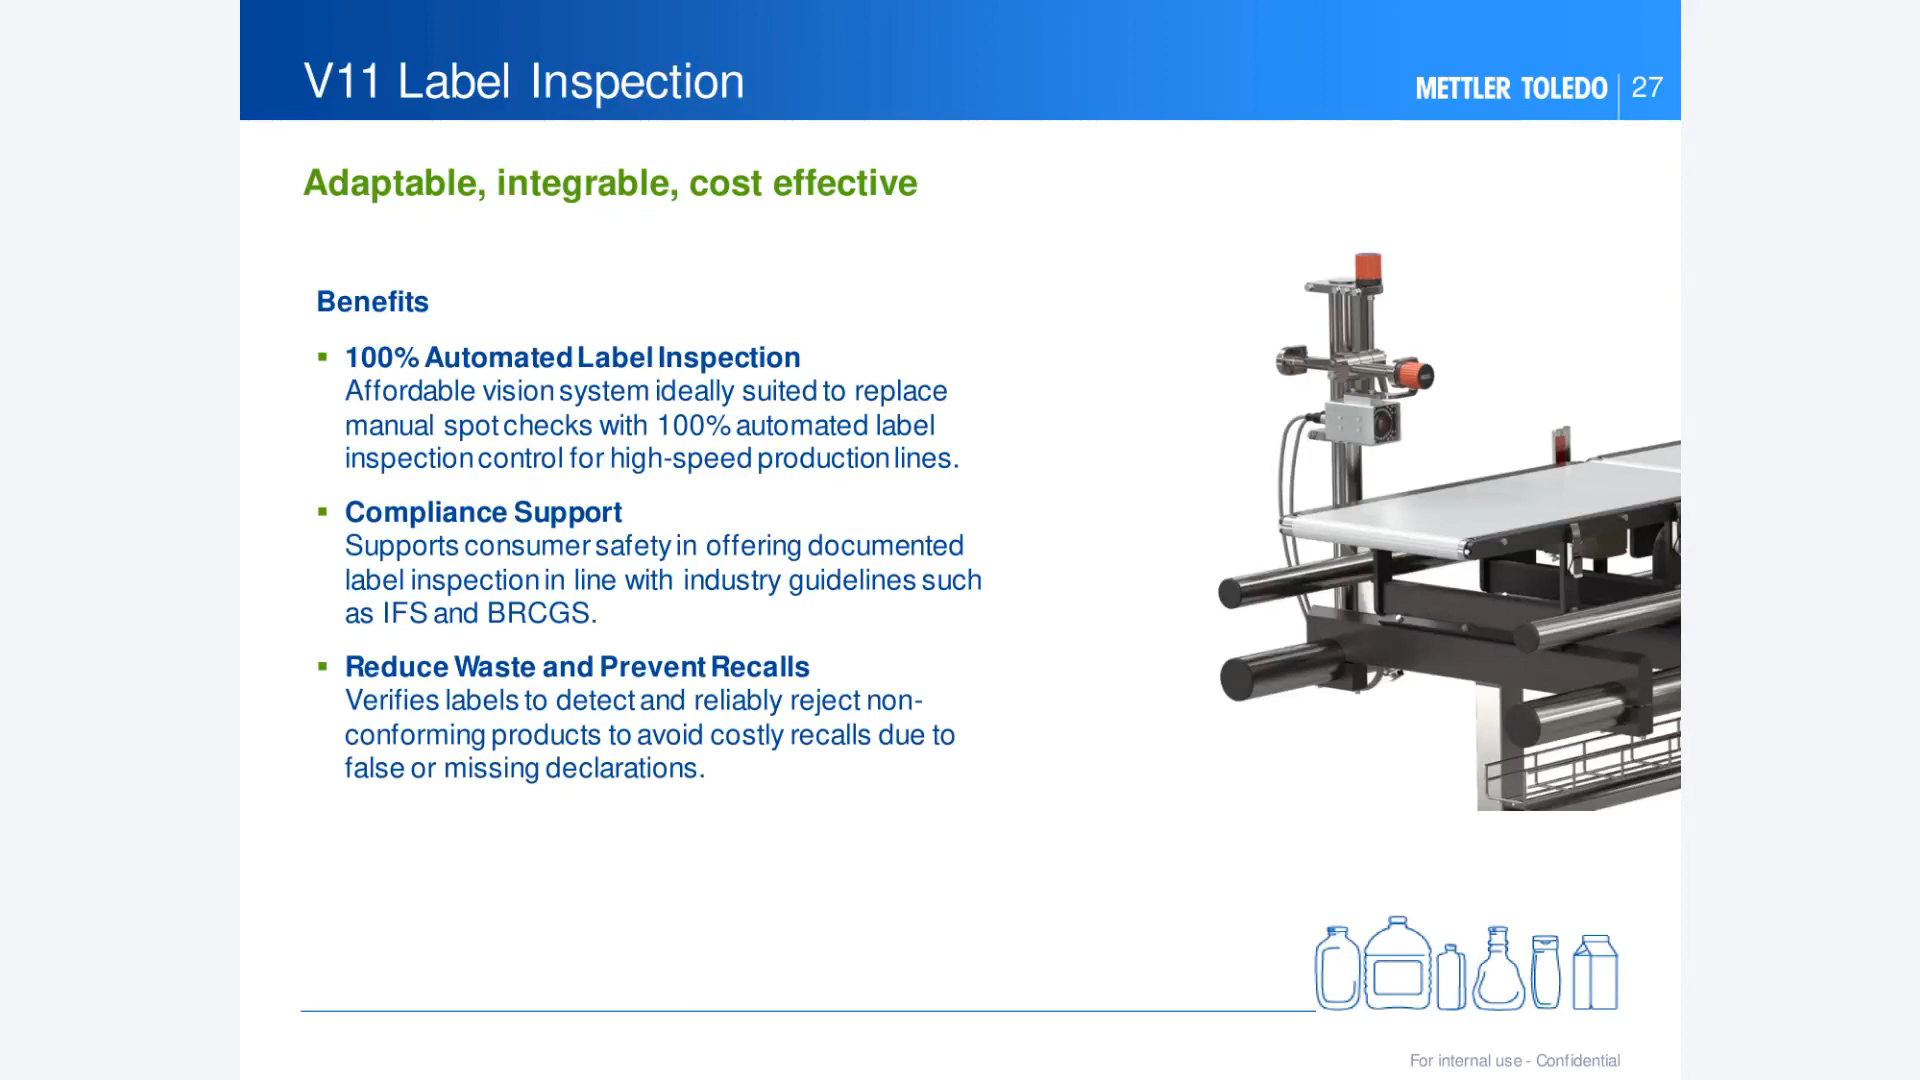 V11 Label Inspection
METTLER TOLEDO
27
Adaptable, integrable, cost effective
Benefits
▪ 100% Automated Label Inspection
Affordable vision system ideally suited to replace
manual spot checks with 100% automated label
inspection control for high-speed production lines.
▪ Compliance Support
Supports consumer safety in offering documented
label inspection in line with industry guidelines such
as IFS and BRCGS.
▪ Reduce Waste and Prevent Recalls
Verifies labels to detect and reliably reject non-
conforming products to avoid costly recalls due to
false or missing declarations.
For internal use - Confidential